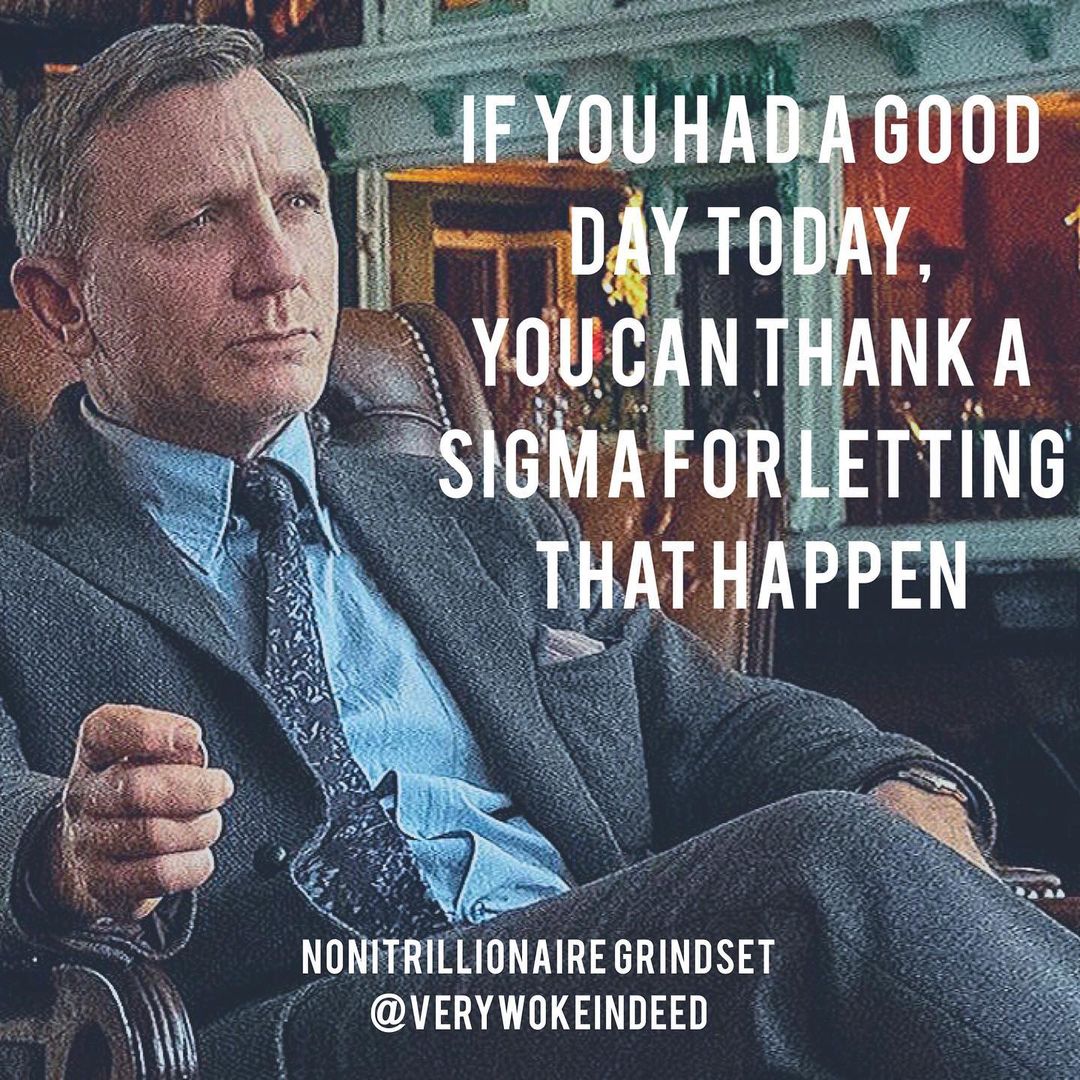 IF YOU HAD A GOOD
DAY TODAY,
YOU CAN THANK A
SIGMA FOR LETTING
THAT HAPPEN
NONITRILLIONAIRE GRINDSET
@VERYWOKEINDEED